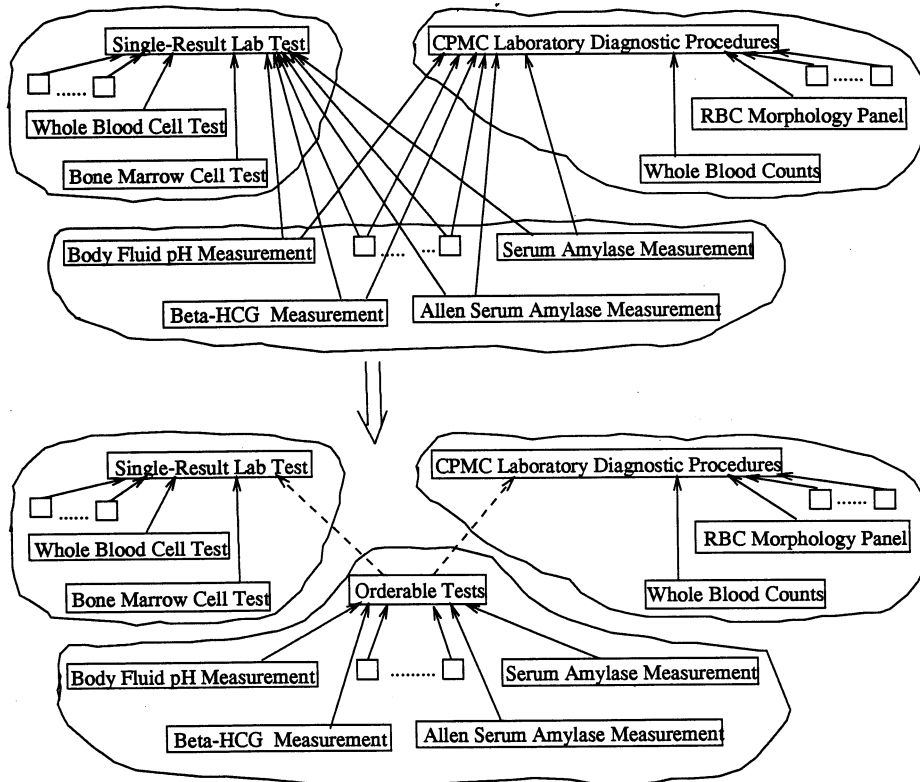 Single-Result Lab Test
CPMC Laboratory Diagnostic Procedures
......
......
Whole Blood Cell Test
RBC Morphology Panel
Bone Marrow Cell Test
Whole Blood Counts
Body Fluid pH Measurement
..... ...
Serum Amylase Measurement
Beta-HCG Measurement
Allen Serum Amylase Measurement
Single-Result Lab Test
CPMC Laboratory Diagnostic Procedures
......
......
Whole Blood Cell Test
RBC Morphology Panel
Orderable Tests
Bone Marrow Cell Test
Whole Blood Counts
Body Fluid pH Measurement
.........
Serum Amylase Measurement
Beta-HCG Measurement
Allen Serum Amylase Measurement